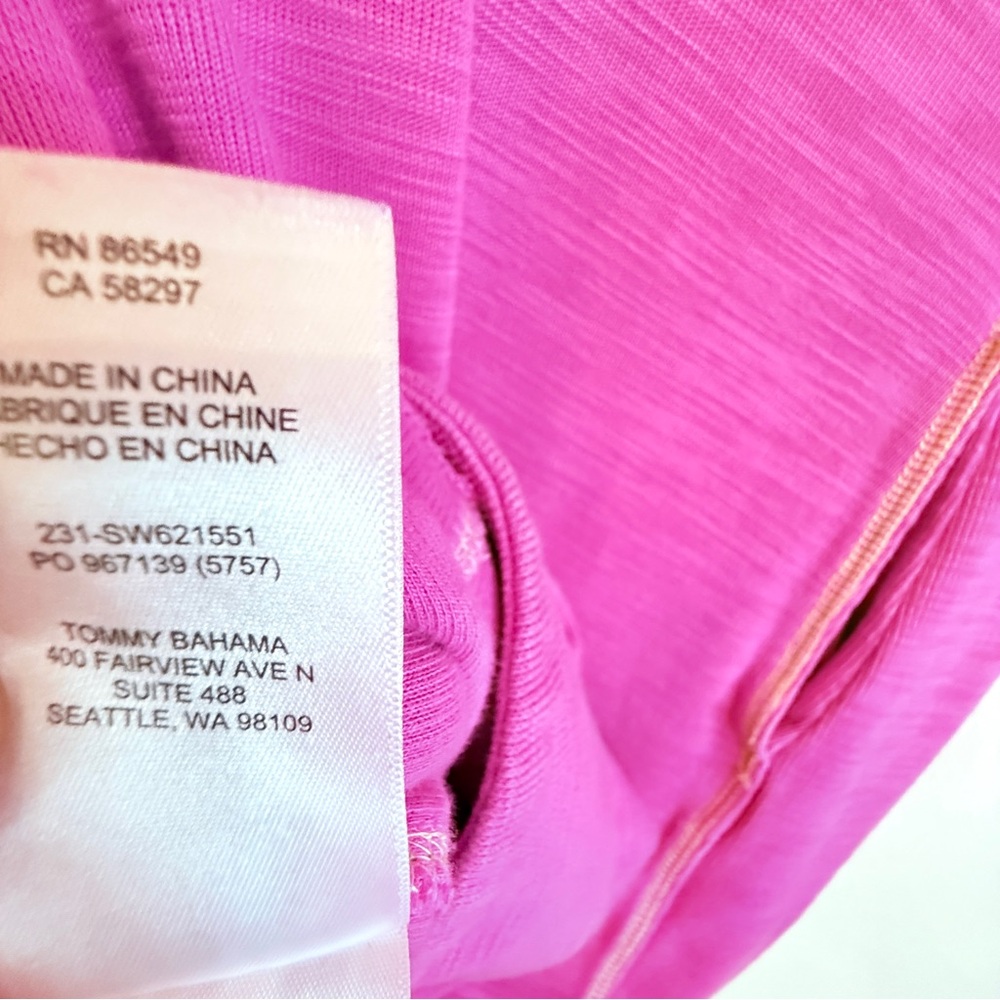 RN 86549
CA 58297
MADE IN CHINA
BRIQUE EN CHINE
HECHO EN CHINA
231-SW621551
PO 967139 (5757)
TOMMY BAHAMA
400 FAIRVIEW AVE N
SUITE 488
SEATTLE, WA 98109